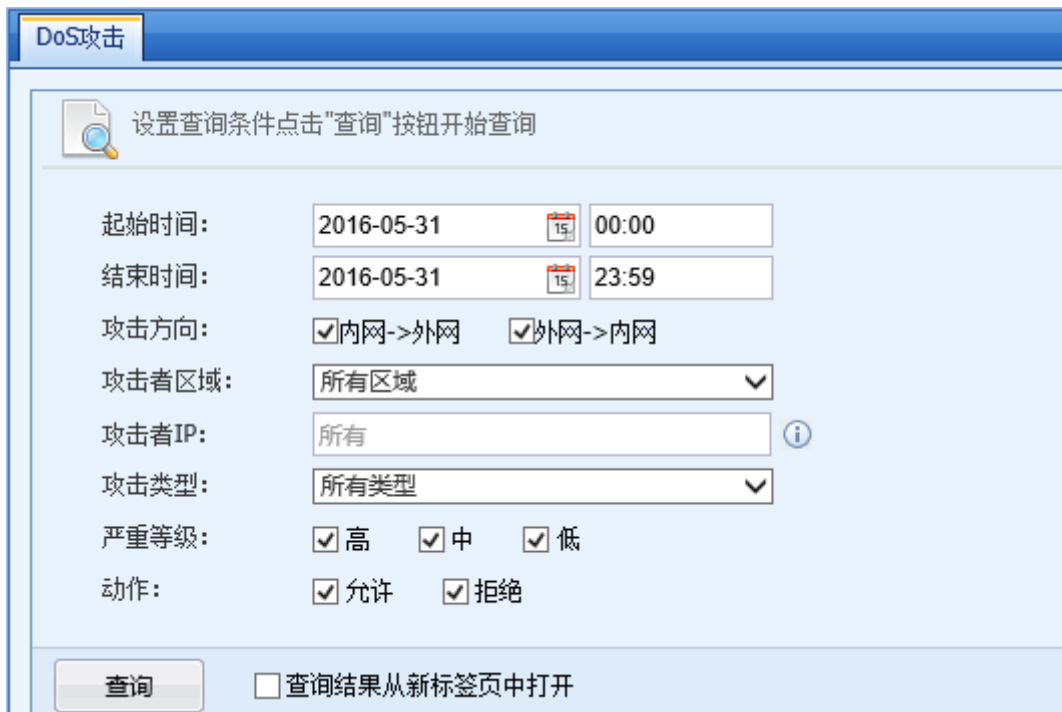 DoS攻击
设置查询条件点击"查询"按钮开始查询
起始时间: 2016-05-31 15 00:00
结束时间: 2016-05-31 15 23:59
攻击方向: 内网->外网 外网->内网
攻击者区域: 所有区域
攻击者IP: 所有
攻击类型: 所有类型
严重等级: 高 中 低
动作: 允许 拒绝
查询 查询结果从新标签页中打开